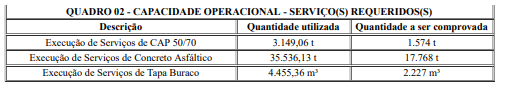 QUADRO 02 - CAPACIDADE OPERACIONAL - SERVIÇO(S) REQUERIDOS(S)
Descrição Quantidade utilizada Quantidade a ser comprovada
Execução de Serviços de CAP 50/70 3.149,06 t 1.574 t
Execução de Serviços de Concreto Asfáltico 35.536,13 t 17.768 t
Execução de Serviços de Tapa Buraco 4.455,36 m³ 2.227 m³